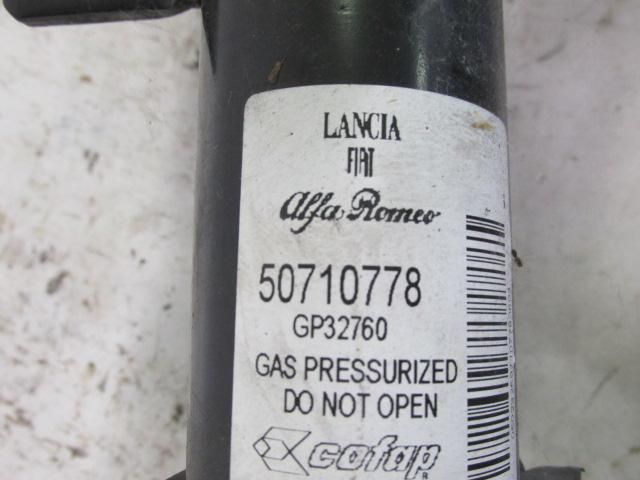 LANCIA
FIAT
Alfa Romeo
50710778
GP32760
GAS PRESSURIZED
DO NOT OPEN
cofap
R